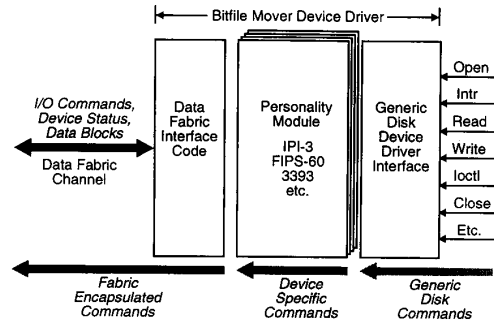 Bitfile Mover Device Driver
I/O Commands,
Device Status,
Data Blocks
Data Fabric
Channel
Data
Fabric
Interface
Code
Personality
Module
IPI-3
FIPS-60
3393
etc.
Generic
Disk
Device
Driver
Interface
Open
Intr
Read
Write
Ioctl
Close
Etc.
Fabric
Encapsulated
Commands
Device
Specific
Commands
Generic
Disk
Commands